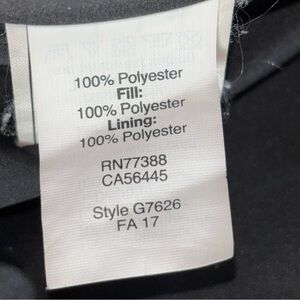 100% Polyester
Fill:
100% Polyester
Lining:
100% Polyester
RN77388
CA56445
Style G7626
FA 17